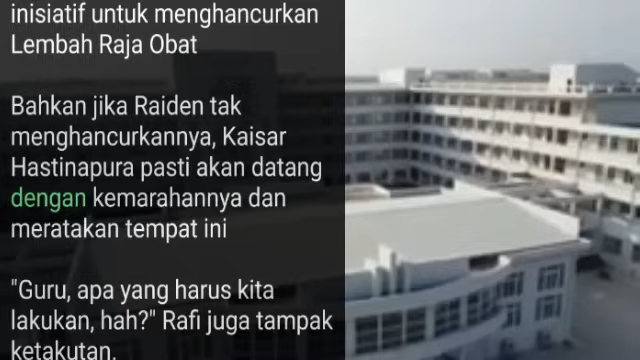 inisiatif untuk menghancurkan
Lembah Raja Obat
Bahkan jika Raiden tak
menghancurkannya, Kaisar
Hastinapura pasti akan datang
dengan kemarahannya dan
meratakan tempat ini
"Guru, apa yang harus kita
lakukan, hah?" Rafi juga tampak
ketakutan.